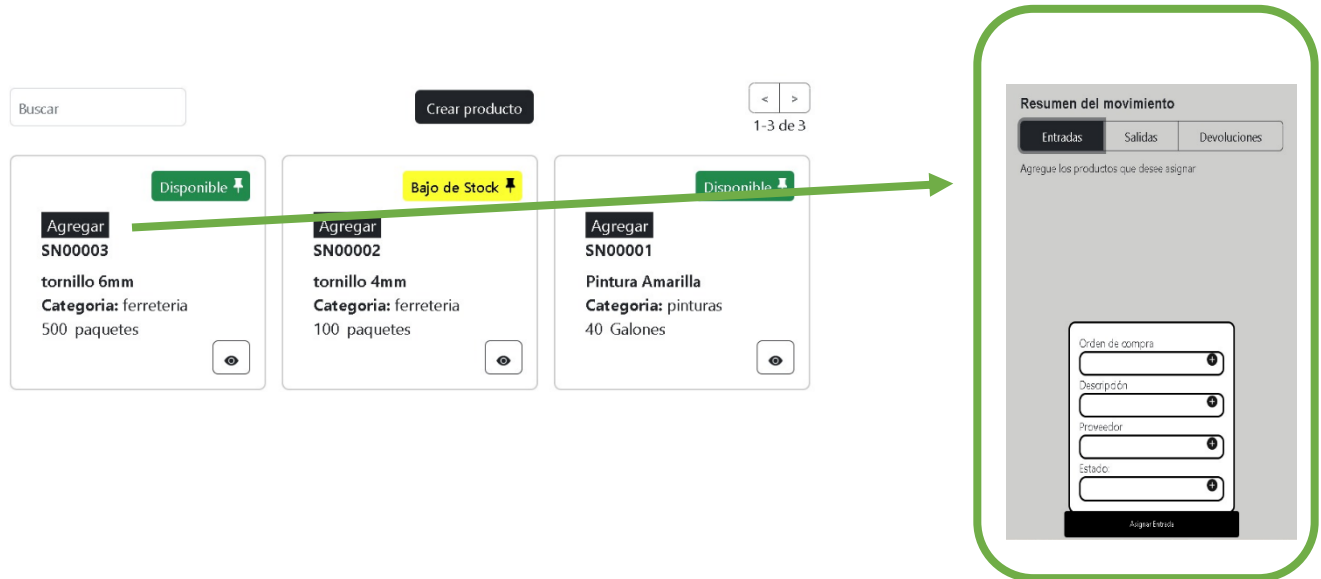 Buscar
Crear producto
< >
1-3 de 3
Disponible
Agregar
SN00003
tornillo 6mm
Categoria: ferreteria
500 paquetes
Bajo de Stock
Agregar
SN00002
tornillo 4mm
Categoria: ferreteria
100 paquetes
Disponible
Agregar
SN00001
Pintura Amarilla
Categoria: pinturas
40 Galones
Resumen del movimiento
Entradas Salidas Devoluciones
Agregue los productos que desee asignar
Orden de compra
Descripción
Proveedor
Estado:
Asignar Entrada